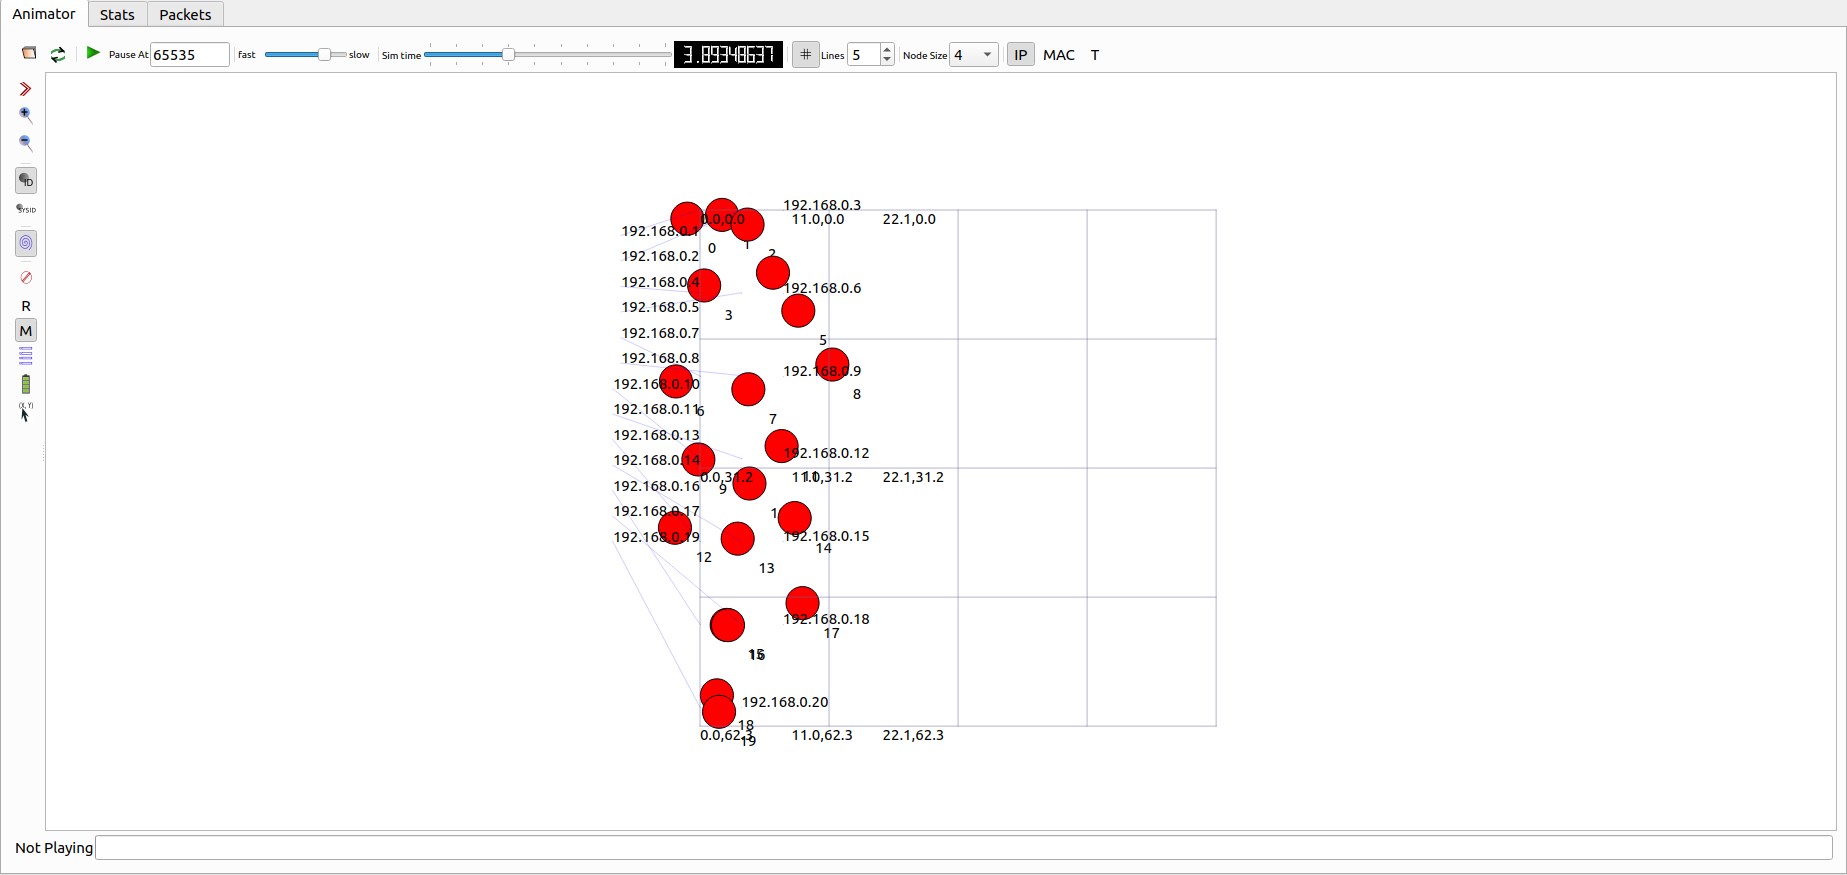 Animator
Stats
Packets
Pause At 65535 fast slow Sim time 3.89348637 # Lines 5 Node Size 4 IP MAC T
ID
SYSID
R
M
(X, Y)
192.168.0.3
0.0,0.0 11.0,0.0 22.1,0.0
192.168.0.1
0 1 2
192.168.0.2
192.168.0.4
192.168.0.6
192.168.0.5
3
192.168.0.7
5
192.168.0.8
192.168.0.9
192.168.0.10
8
192.168.0.11
6
7
192.168.0.13
192.168.0.12
192.168.0.14
0.0,31.2 11.0,31.2 22.1,31.2
11
192.168.0.16
9
192.168.0.17
192.168.0.19
192.168.0.15
14
12
13
192.168.0.18
17
15
16
192.168.0.20
18
0.0,62.3 11.0,62.3 22.1,62.3
19
Not Playing